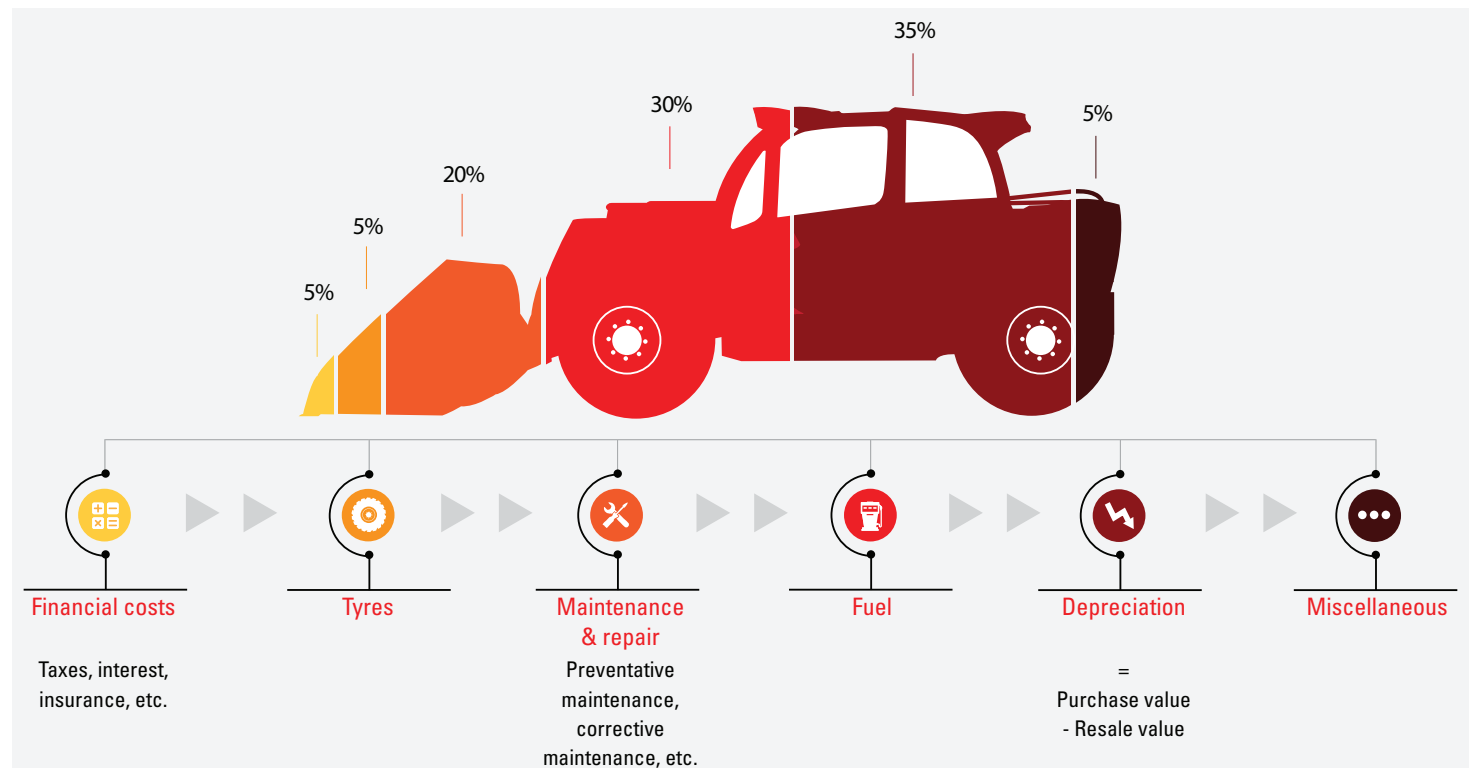 35%
30%
5%
20%
5%
5%
Financial costs
Taxes, interest,
insurance, etc.
Tyres
Maintenance
& repair
Preventative
maintenance,
corrective
maintenance, etc.
Fuel
Depreciation
=
Purchase value
- Resale value
Miscellaneous